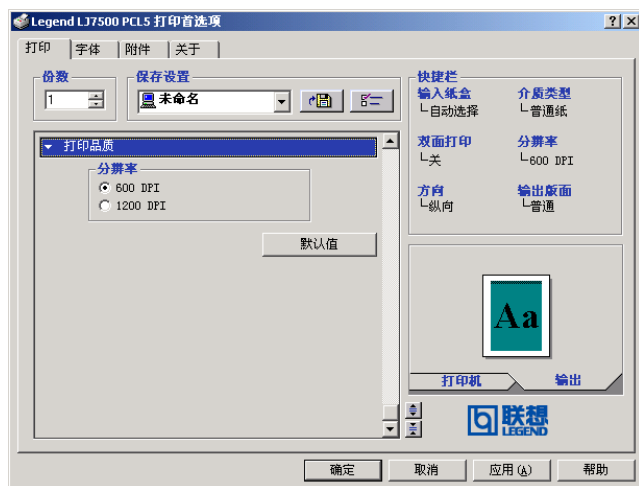 Legend LJ7500 PCL5 打印首选项
打印
字体
附件
关于
份数
1
保存设置
未命名
打印品质
分辨率
600 DPI
1200 DPI
默认值
快捷栏
输入纸盒
自动选择
介质类型
普通纸
双面打印
关
分辨率
600 DPI
方向
纵向
输出版面
普通
Aa
打印机
输出
联想
LEGEND
确定
取消
应用(A)
帮助